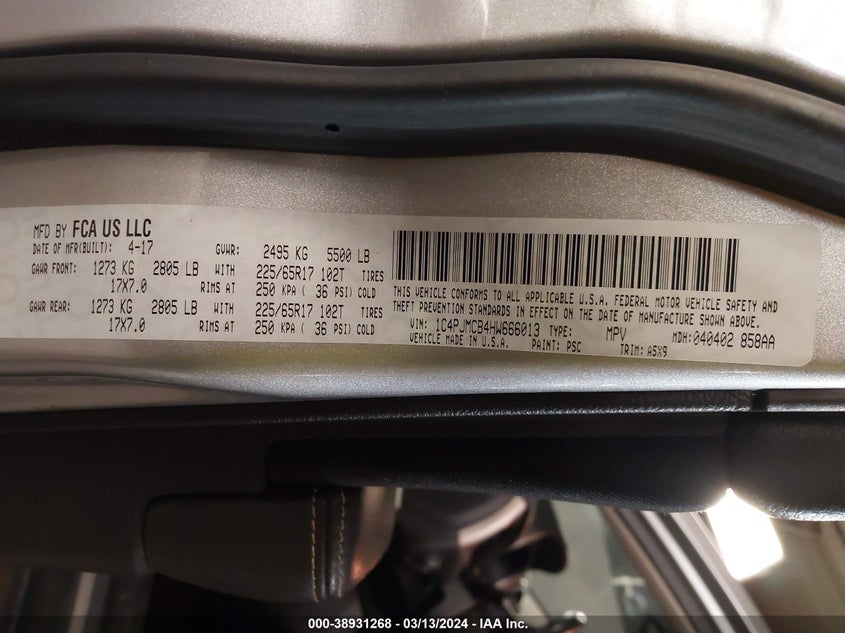 MFD BY FCA US LLC
DATE OF MFR(BUILT): 4-17 GVWR: 2495 KG 5500 LB
GAWR FRONT: 1273 KG 2805 LB WITH 225/65R17 102T TIRES
17X7.0 RIMS AT 250 KPA ( 36 PSI) COLD
GAWR REAR: 1273 KG 2805 LB WITH 225/65R17 102T TIRES
17X7.0 RIMS AT 250 KPA ( 36 PSI) COLD
THIS VEHICLE CONFORMS TO ALL APPLICABLE U.S.A. FEDERAL MOTOR VEHICLE SAFETY AND
THEFT PREVENTION STANDARDS IN EFFECT ON THE DATE OF MANUFACTURE SHOWN ABOVE.
VIN: 1C4PJMCB4HW666013 TYPE: MPV MDH:040402 858AA
VEHICLE MADE IN U.S.A. PAINT: PSC TRIM: A5X9
000-38931268 - 03/13/2024 - IAA Inc.